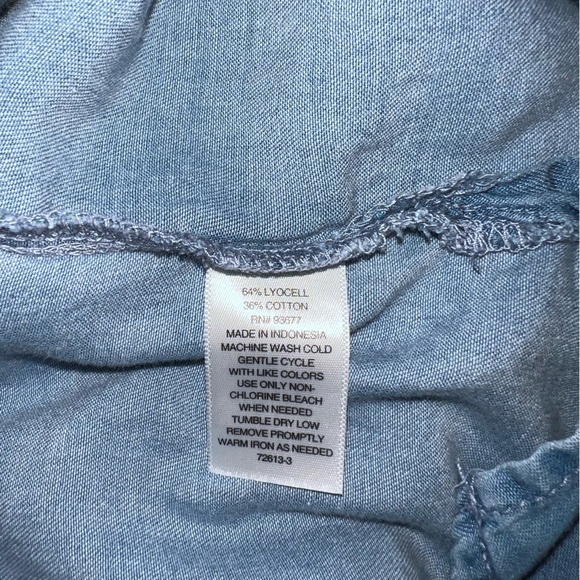 64% LYOCELL
36% COTTON
RN# 93677
MADE IN INDONESIA
MACHINE WASH COLD
GENTLE CYCLE
WITH LIKE COLORS
USE ONLY NON-
CHLORINE BLEACH
WHEN NEEDED
TUMBLE DRY LOW
REMOVE PROMPTLY
WARM IRON AS NEEDED
72613-3